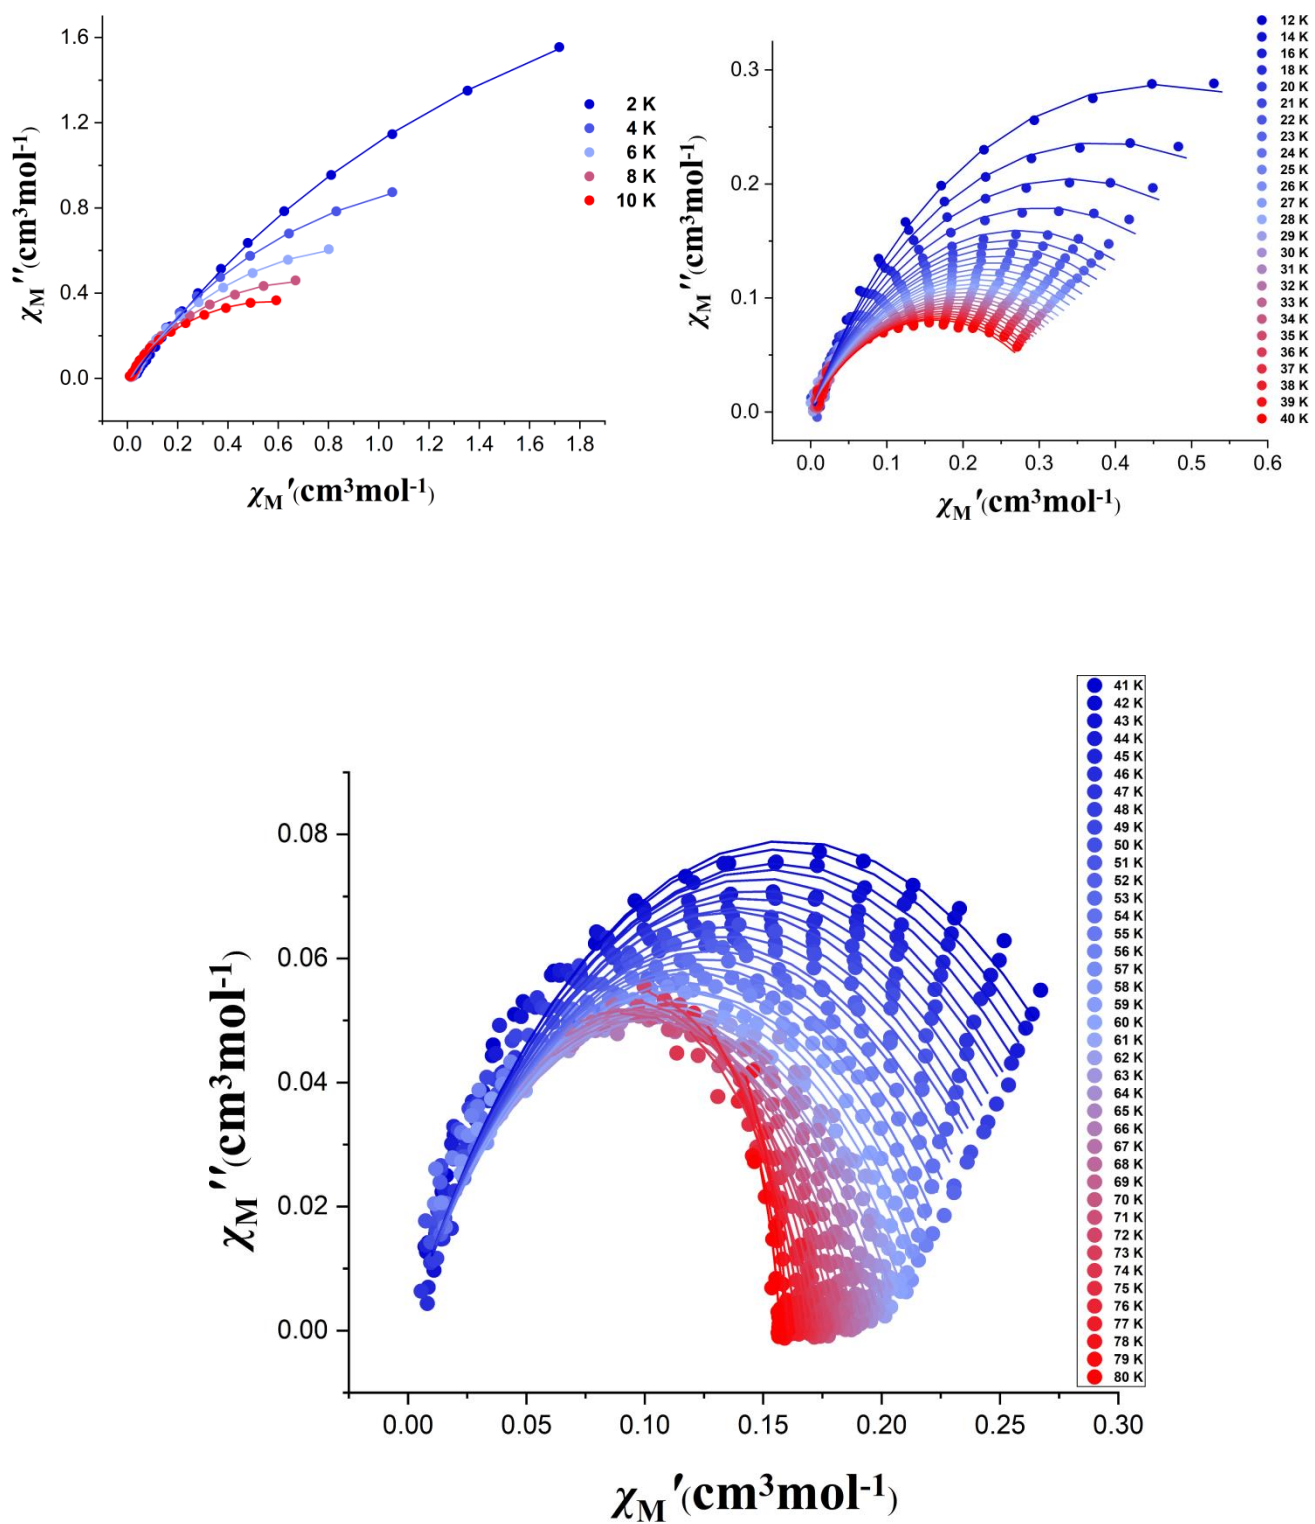 1.6
1.2
0.8
0.4
0.0
χM′′(cm³mol⁻¹)
0.0 0.2 0.4 0.6 0.8 1.0 1.2 1.4 1.6 1.8
χM′(cm³mol⁻¹)
2 K
4 K
6 K
8 K
10 K
0.3
0.2
0.1
0.0
χM′′(cm³mol⁻¹)
0.0 0.1 0.2 0.3 0.4 0.5 0.6
χM′(cm³mol⁻¹)
12 K
14 K
16 K
18 K
20 K
21 K
22 K
23 K
24 K
25 K
26 K
27 K
28 K
29 K
30 K
31 K
32 K
33 K
34 K
35 K
36 K
37 K
38 K
39 K
40 K
0.08
0.06
0.04
0.02
0.00
χM′′(cm³mol⁻¹)
0.00 0.05 0.10 0.15 0.20 0.25 0.30
χM′(cm³mol⁻¹)
41 K
42 K
43 K
44 K
45 K
46 K
47 K
48 K
49 K
50 K
51 K
52 K
53 K
54 K
55 K
56 K
57 K
58 K
59 K
60 K
61 K
62 K
63 K
64 K
65 K
66 K
67 K
68 K
69 K
70 K
71 K
72 K
73 K
74 K
75 K
76 K
77 K
78 K
79 K
80 K